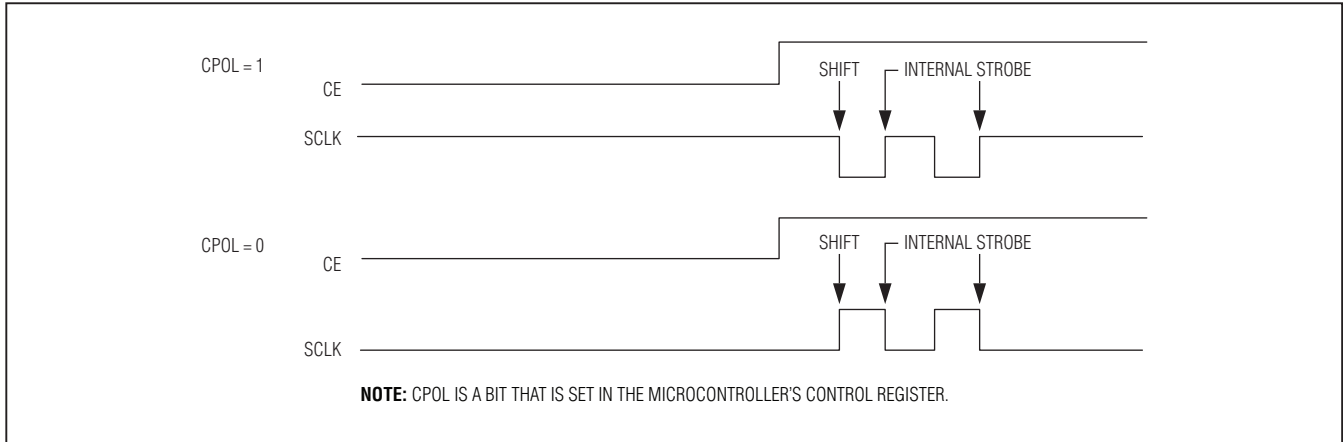 CPOL = 1
CE
SHIFT
INTERNAL STROBE
SCLK
CPOL = 0
CE
SHIFT
INTERNAL STROBE
SCLK
NOTE: CPOL IS A BIT THAT IS SET IN THE MICROCONTROLLER'S CONTROL REGISTER.